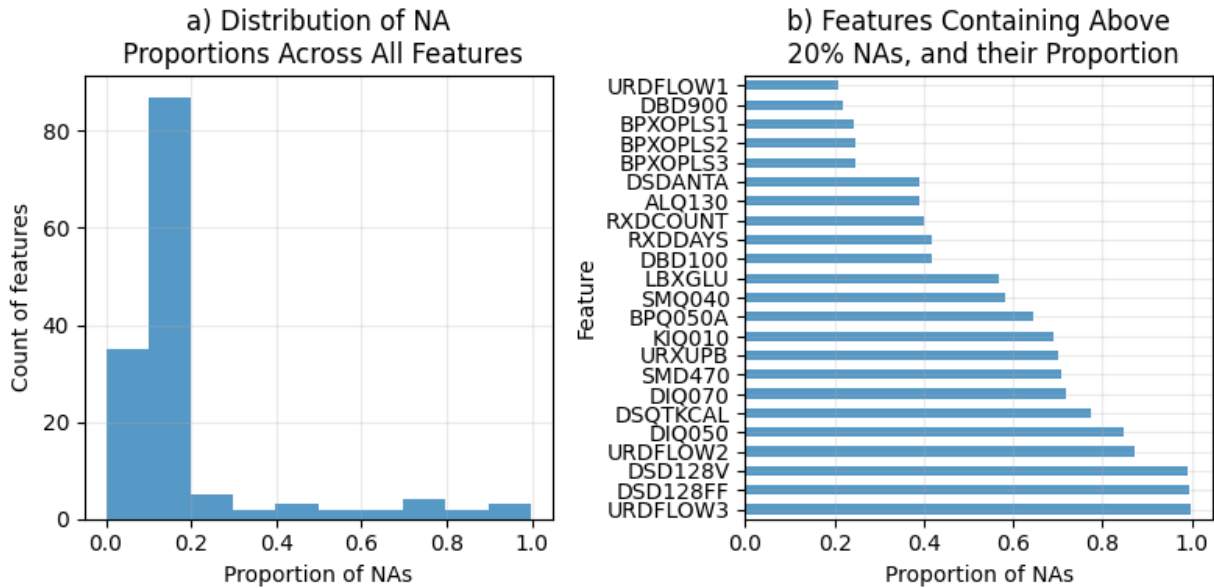 a) Distribution of NA
Proportions Across All Features
Count of features
80
60
40
20
0
0.0 0.2 0.4 0.6 0.8 1.0
Proportion of NAs
b) Features Containing Above
20% NAs, and their Proportion
Feature
URDFLOW1
DBD900
BPXOPLS1
BPXOPLS2
BPXOPLS3
DSDANTA
ALQ130
RXDCOUNT
RXDDAYS
DBD100
LBXGLU
SMQ040
BPQ050A
KIQ010
URXUPB
SMD470
DIQ070
DSQTKCAL
DIQ050
URDFLOW2
DSD128V
DSD128FF
URDFLOW3
0.0 0.2 0.4 0.6 0.8 1.0
Proportion of NAs